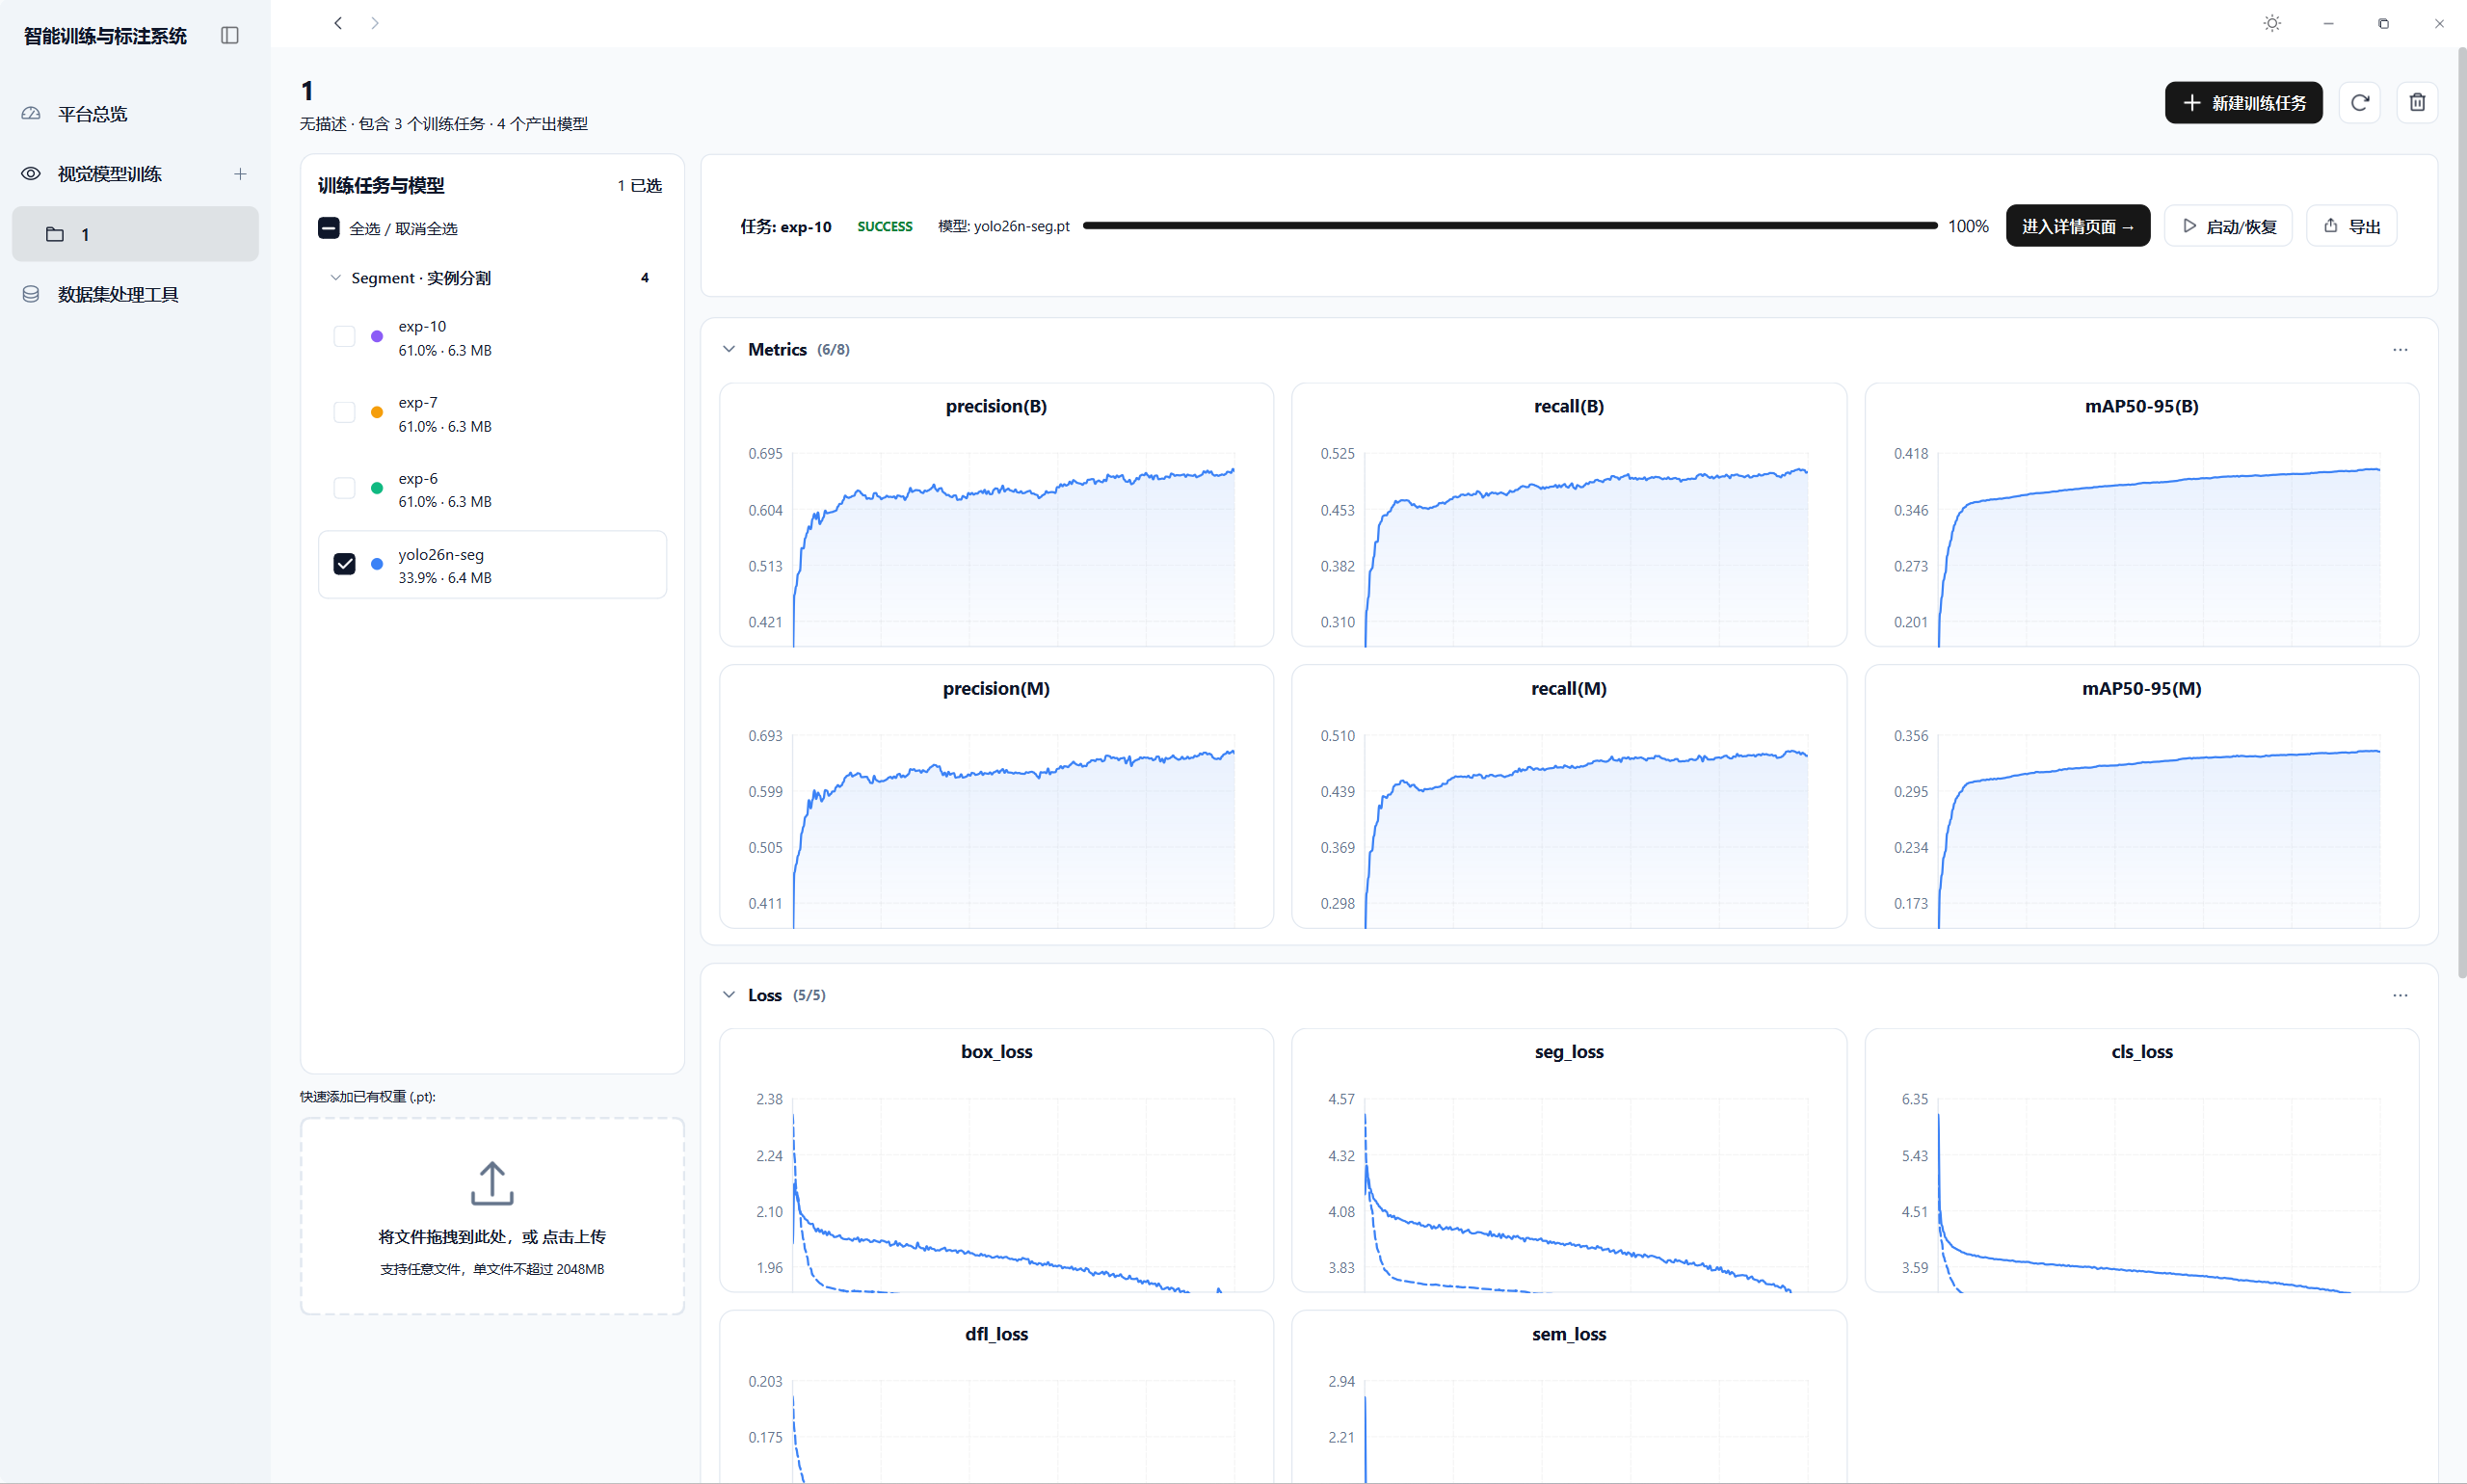 智能训练与标注系统
平台总览
视觉模型训练
1
数据集处理工具
1
无描述 · 包含 3 个训练任务 · 4 个产出模型
新建训练任务
训练任务与模型
1 已选
全选 / 取消全选
Segment · 实例分割
4
exp-10
61.0% · 6.3 MB
exp-7
61.0% · 6.3 MB
exp-6
61.0% · 6.3 MB
yolo26n-seg
33.9% · 6.4 MB
快速添加已有权重 (.pt):
将文件拖拽到此处，或 点击上传
支持任意文件，单文件不超过 2048MB
任务: exp-10
SUCCESS
模型: yolo26n-seg.pt
100%
进入详情页面 →
启动/恢复
导出
Metrics (6/8)
precision(B)
0.695
0.604
0.513
0.421
recall(B)
0.525
0.453
0.382
0.310
mAP50-95(B)
0.418
0.346
0.273
0.201
precision(M)
0.693
0.599
0.505
0.411
recall(M)
0.510
0.439
0.369
0.298
mAP50-95(M)
0.356
0.295
0.234
0.173
Loss (5/5)
box_loss
2.38
2.24
2.10
1.96
seg_loss
4.57
4.32
4.08
3.83
cls_loss
6.35
5.43
4.51
3.59
dfl_loss
0.203
0.175
sem_loss
2.94
2.21